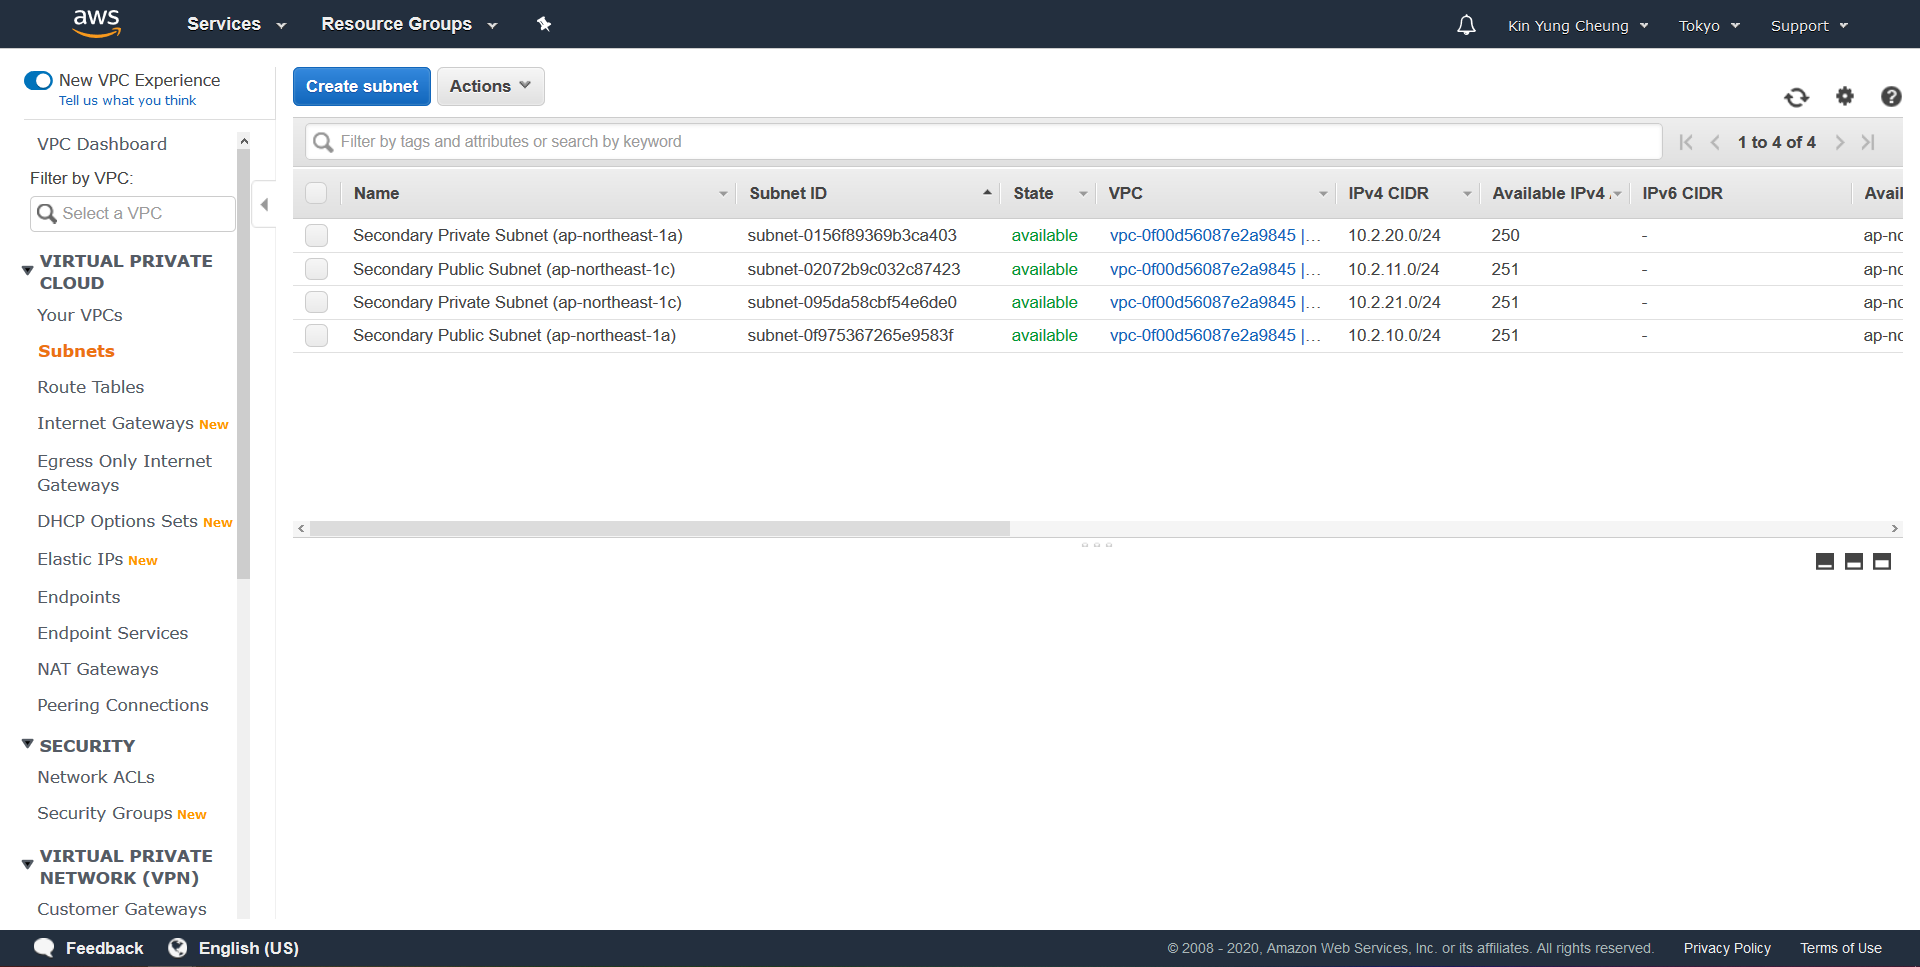 aws Services Resource Groups Kin Yung Cheung Tokyo Support
New VPC Experience
Tell us what you think
VPC Dashboard
Filter by VPC:
Select a VPC
VIRTUAL PRIVATE
CLOUD
Your VPCs
Subnets
Route Tables
Internet Gateways New
Egress Only Internet
Gateways
DHCP Options Sets New
Elastic IPs New
Endpoints
Endpoint Services
NAT Gateways
Peering Connections
SECURITY
Network ACLs
Security Groups New
VIRTUAL PRIVATE
NETWORK (VPN)
Customer Gateways
Create subnet Actions
Filter by tags and attributes or search by keyword 1 to 4 of 4
Name Subnet ID State VPC IPv4 CIDR Available IPv4 IPv6 CIDR Avail
Secondary Private Subnet (ap-northeast-1a) subnet-0156f89369b3ca403 available vpc-0f00d56087e2a9845 |... 10.2.20.0/24 250 - ap-no
Secondary Public Subnet (ap-northeast-1c) subnet-02072b9c032c87423 available vpc-0f00d56087e2a9845 |... 10.2.11.0/24 251 - ap-no
Secondary Private Subnet (ap-northeast-1c) subnet-095da58cbf54e6de0 available vpc-0f00d56087e2a9845 |... 10.2.21.0/24 251 - ap-no
Secondary Public Subnet (ap-northeast-1a) subnet-0f975367265e9583f available vpc-0f00d56087e2a9845 |... 10.2.10.0/24 251 - ap-no
Feedback English (US) © 2008 - 2020, Amazon Web Services, Inc. or its affiliates. All rights reserved. Privacy Policy Terms of Use